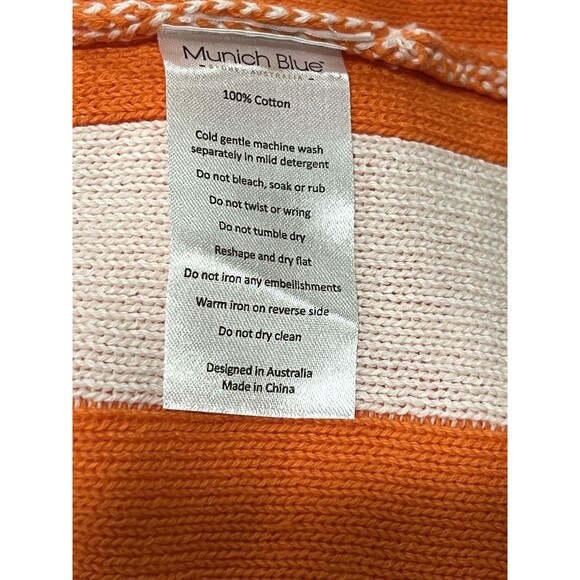 Munich Blue
SYDNEY AUSTRALIA
100% Cotton
Cold gentle machine wash
separately in mild detergent
Do not bleach, soak or rub
Do not twist or wring
Do not tumble dry
Reshape and dry flat
Do not iron any embellishments
Warm iron on reverse side
Do not dry clean
Designed in Australia
Made in China